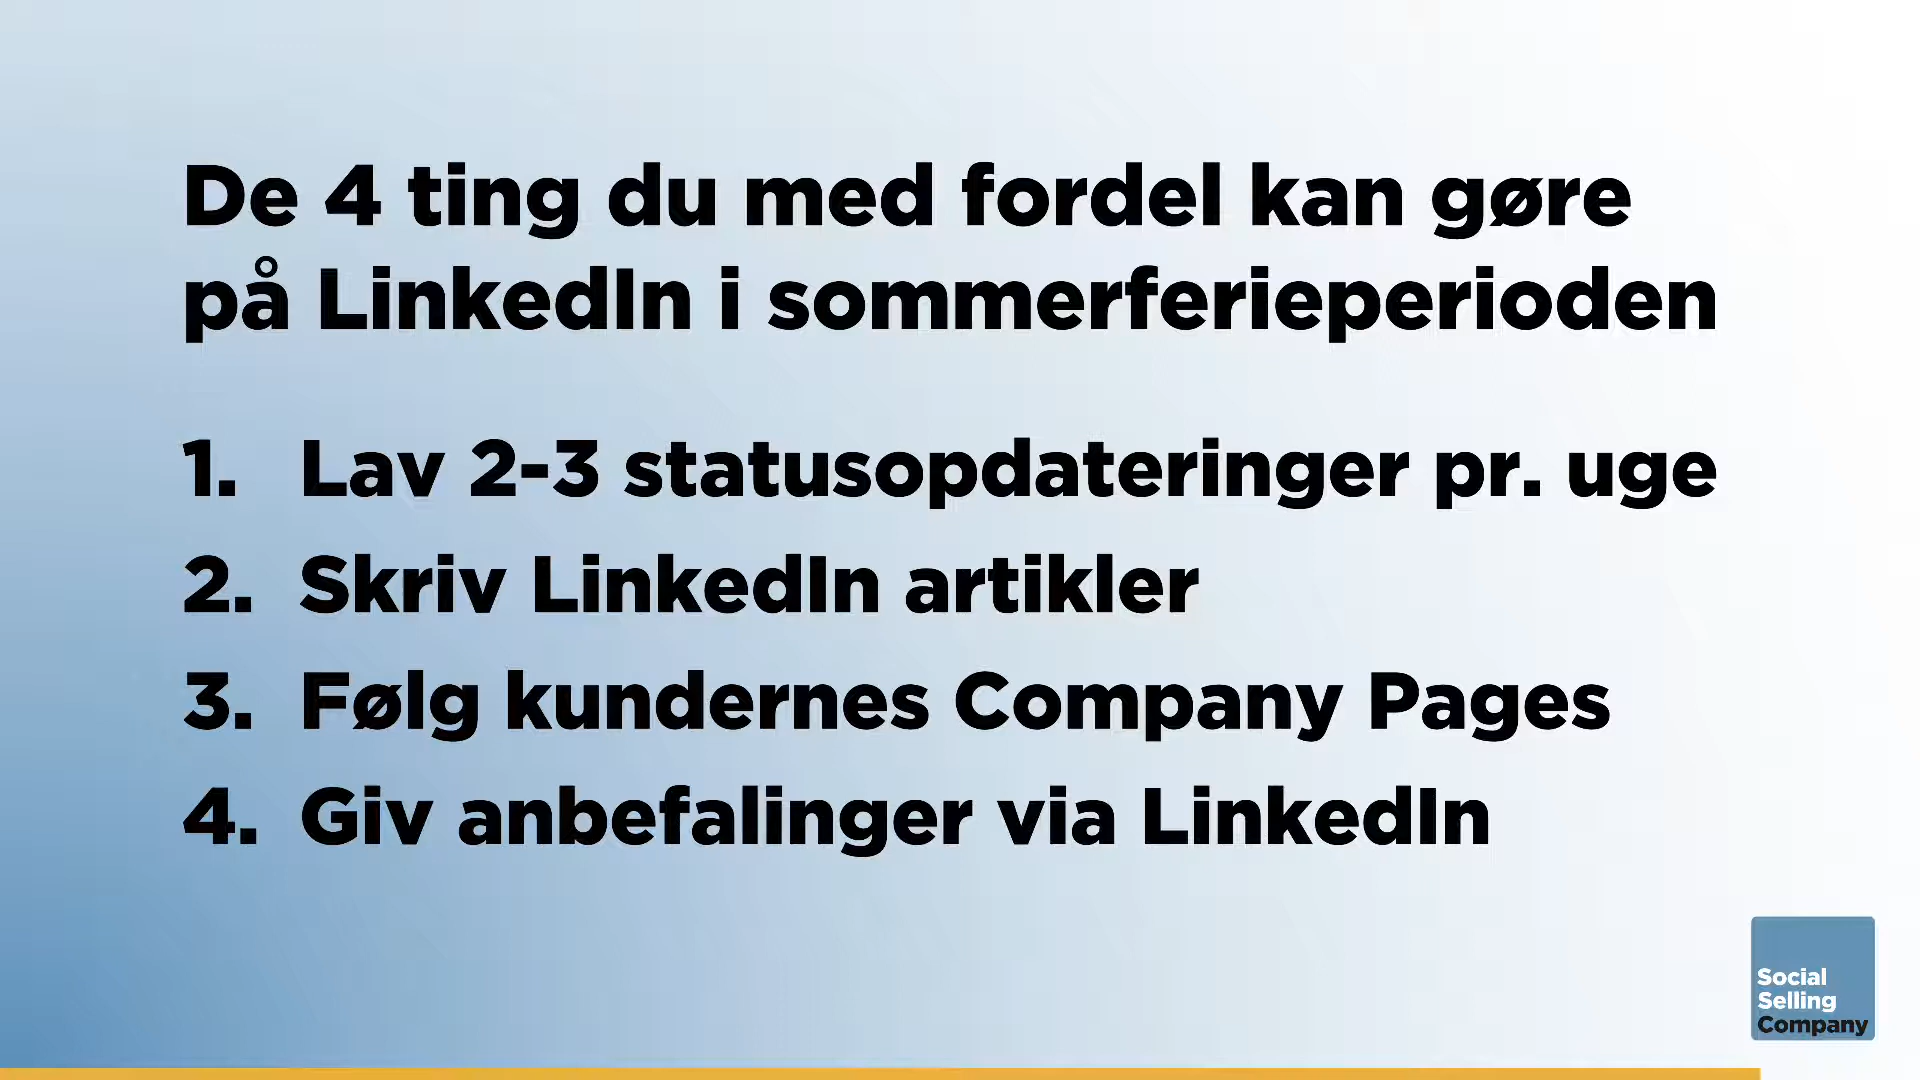 De 4 ting du med fordel kan gøre
på LinkedIn i sommerferieperioden
1. Lav 2-3 statusopdateringer pr. uge
2. Skriv LinkedIn artikler
3. Følg kundernes Company Pages
4. Giv anbefalinger via LinkedIn
Social
Selling
Company